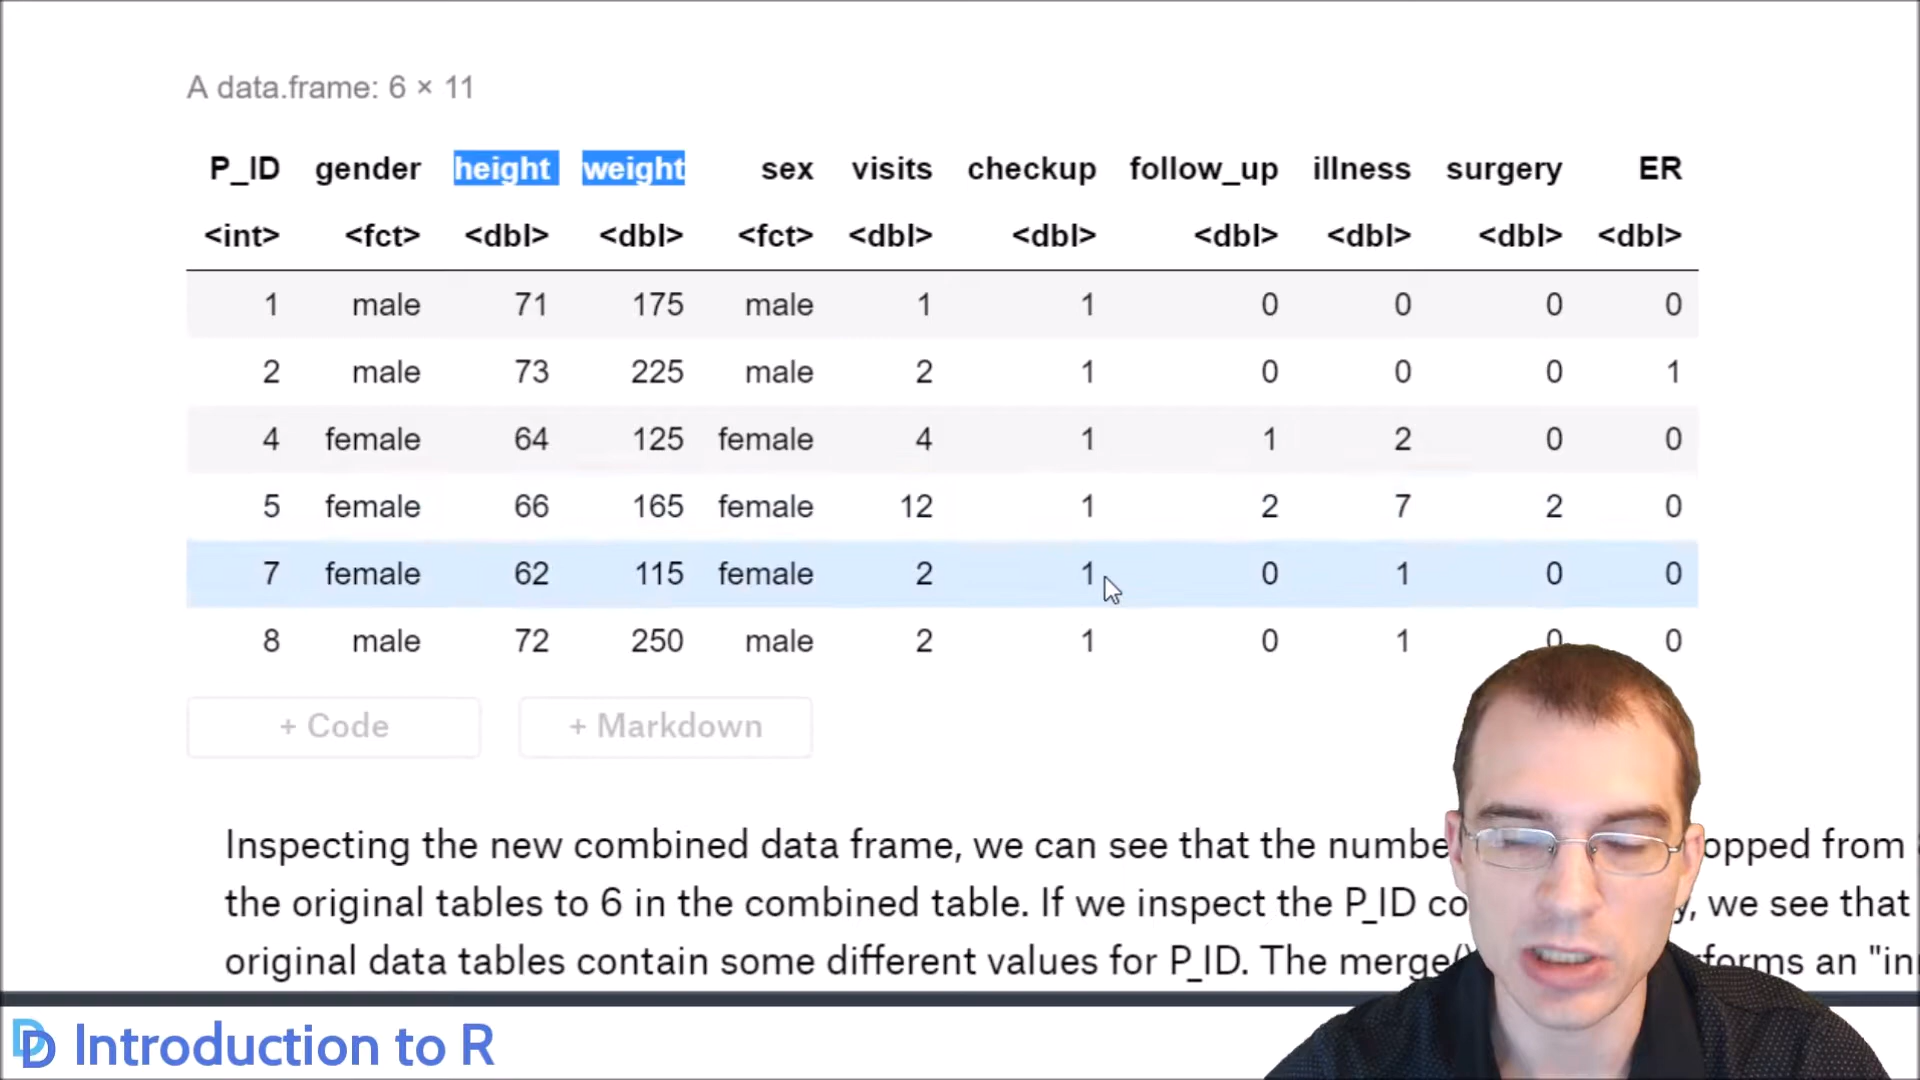 A data.frame: 6 × 11
P_ID gender height weight sex visits checkup follow_up illness surgery ER
<int> <fct> <dbl> <dbl> <fct> <dbl> <dbl> <dbl> <dbl> <dbl> <dbl>
1 male 71 175 male 1 1 0 0 0 0
2 male 73 225 male 2 1 0 0 0 1
4 female 64 125 female 4 1 1 2 0 0
5 female 66 165 female 12 1 2 7 2 0
7 female 62 115 female 2 1 0 1 0 0
8 male 72 250 male 2 1 0 1 0 0
+ Code + Markdown
Inspecting the new combined data frame, we can see that the numbe opped from
the original tables to 6 in the combined table. If we inspect the P_ID co y, we see that
original data tables contain some different values for P_ID. The merge() forms an "in
Introduction to R